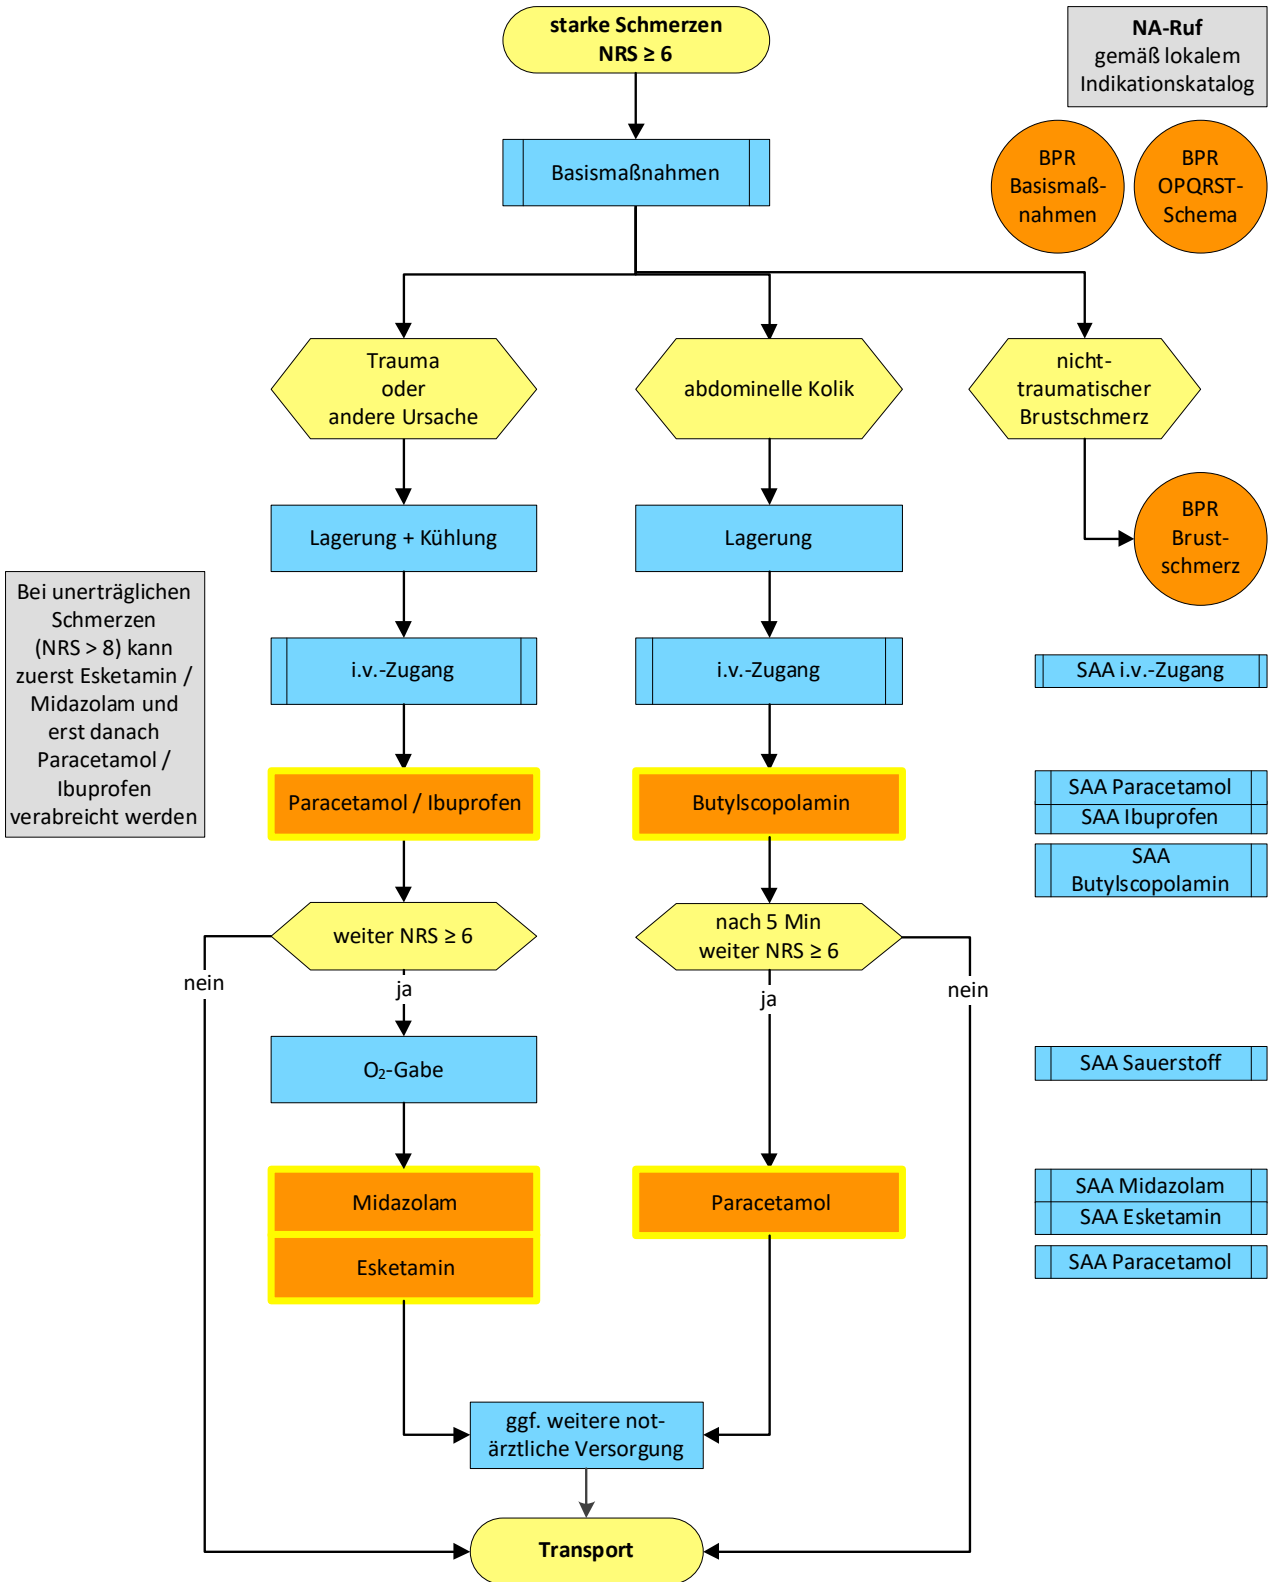 starke Schmerzen
NRS ≥ 6
NA-Ruf
gemäß lokalem
Indikationskatalog
Basismaßnahmen
BPR
Basismaß-
nahmen
BPR
OPQRST-
Schema
Trauma
oder
andere Ursache
abdominelle Kolik
nicht-
traumatischer
Brustschmerz
Lagerung + Kühlung
Lagerung
BPR
Brust-
schmerz
Bei unerträglichen
Schmerzen
(NRS > 8) kann
zuerst Esketamin /
Midazolam und
erst danach
Paracetamol /
Ibuprofen
verabreicht werden
i.v.-Zugang
i.v.-Zugang
SAA i.v.-Zugang
Paracetamol / Ibuprofen
Butylscopolamin
SAA Paracetamol
SAA Ibuprofen
SAA
Butylscopolamin
weiter NRS ≥ 6
nach 5 Min
weiter NRS ≥ 6
nein
ja
ja
nein
O₂-Gabe
SAA Sauerstoff
Midazolam
Esketamin
Paracetamol
SAA Midazolam
SAA Esketamin
SAA Paracetamol
ggf. weitere not-
ärztliche Versorgung
Transport